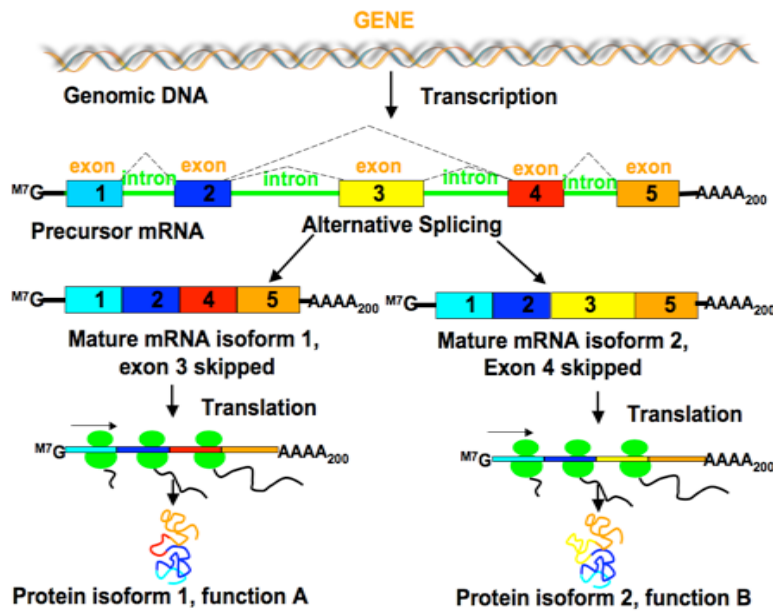 GENE
Genomic DNA
Transcription
exon exon exon exon exon
intron intron intron intron
M7G 1 2 3 4 5 AAAA200
Precursor mRNA
Alternative Splicing
M7G 1 2 4 5 AAAA200
M7G 1 2 3 5 AAAA200
Mature mRNA isoform 1,
exon 3 skipped
Mature mRNA isoform 2,
Exon 4 skipped
Translation
Translation
M7G AAAA200
M7G AAAA200
Protein isoform 1, function A
Protein isoform 2, function B